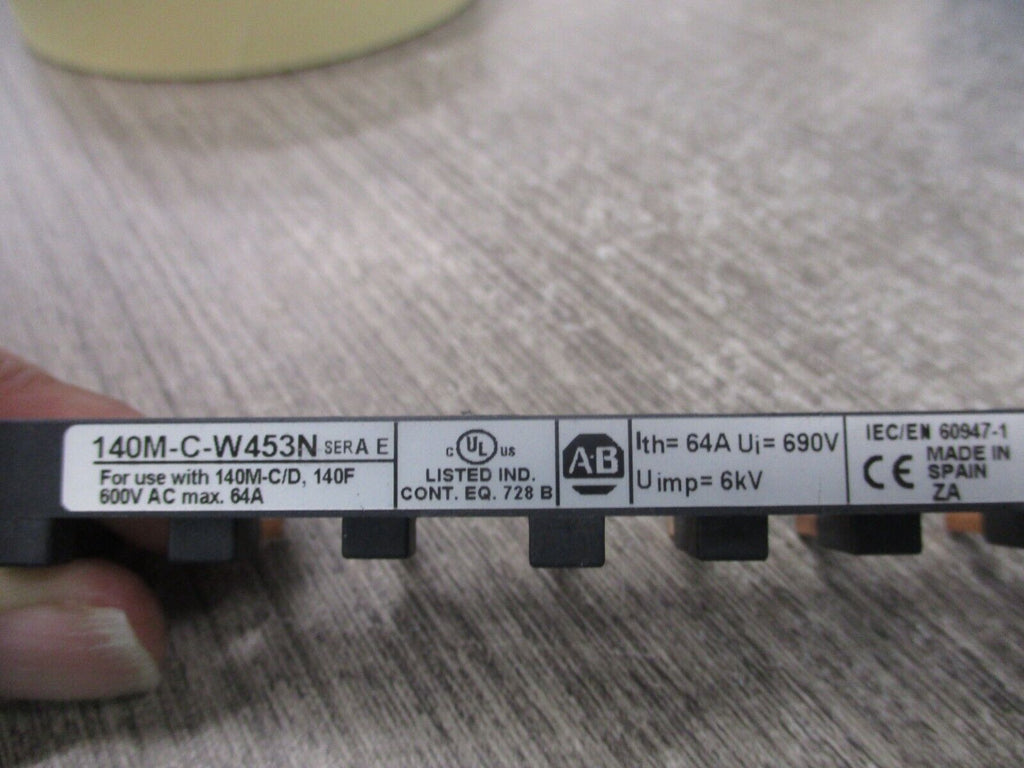 140M-C-W453N SER A E
For use with 140M-C/D, 140F
600V AC max. 64A
c UL us
LISTED IND.
CONT. EQ. 728 B
A·B
Ith= 64A Ui= 690V
Uimp= 6kV
IEC/EN 60947-1
CE
MADE IN
SPAIN
ZA